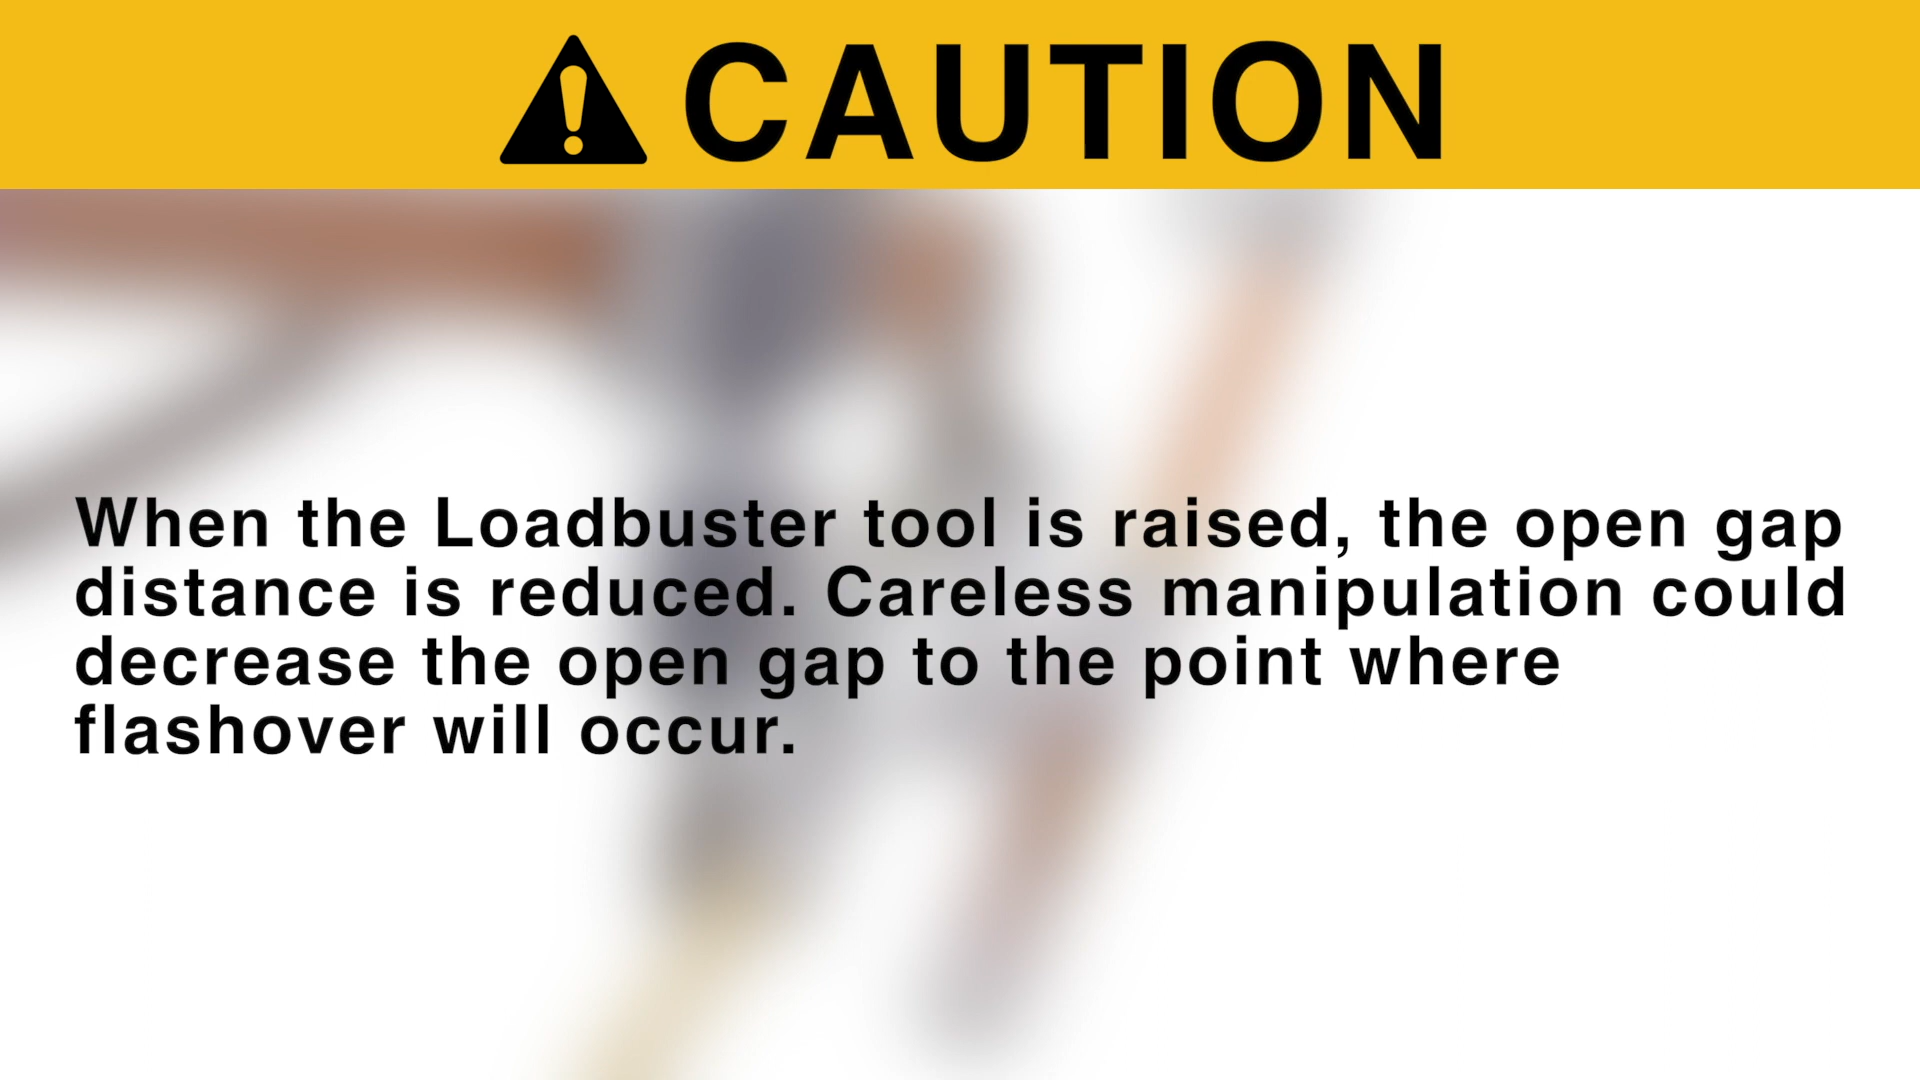 CAUTION
When the Loadbuster tool is raised, the open gap
distance is reduced. Careless manipulation could
decrease the open gap to the point where
flashover will occur.